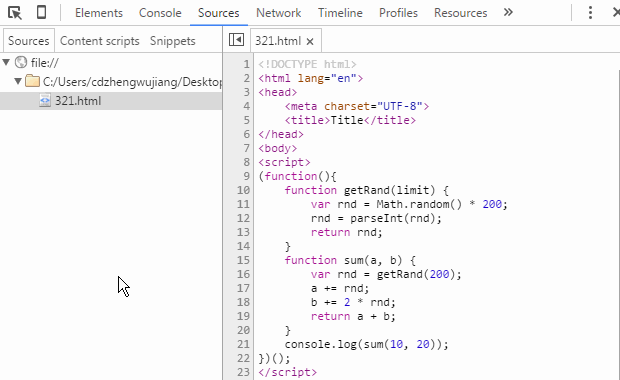 Elements Console Sources Network Timeline Profiles Resources »
Sources Content scripts Snippets
321.html ×
file://
C:/Users/cdzhengwujiang/Desktop
321.html
1 <!DOCTYPE html>
2 <html lang="en">
3 <head>
4     <meta charset="UTF-8">
5     <title>Title</title>
6 </head>
7 <body>
8 <script>
9 (function(){
10     function getRand(limit) {
11         var rnd = Math.random() * 200;
12         rnd = parseInt(rnd);
13         return rnd;
14     }
15     function sum(a, b) {
16         var rnd = getRand(200);
17         a += rnd;
18         b += 2 * rnd;
19         return a + b;
20     }
21     console.log(sum(10, 20));
22 })();
23 </script>